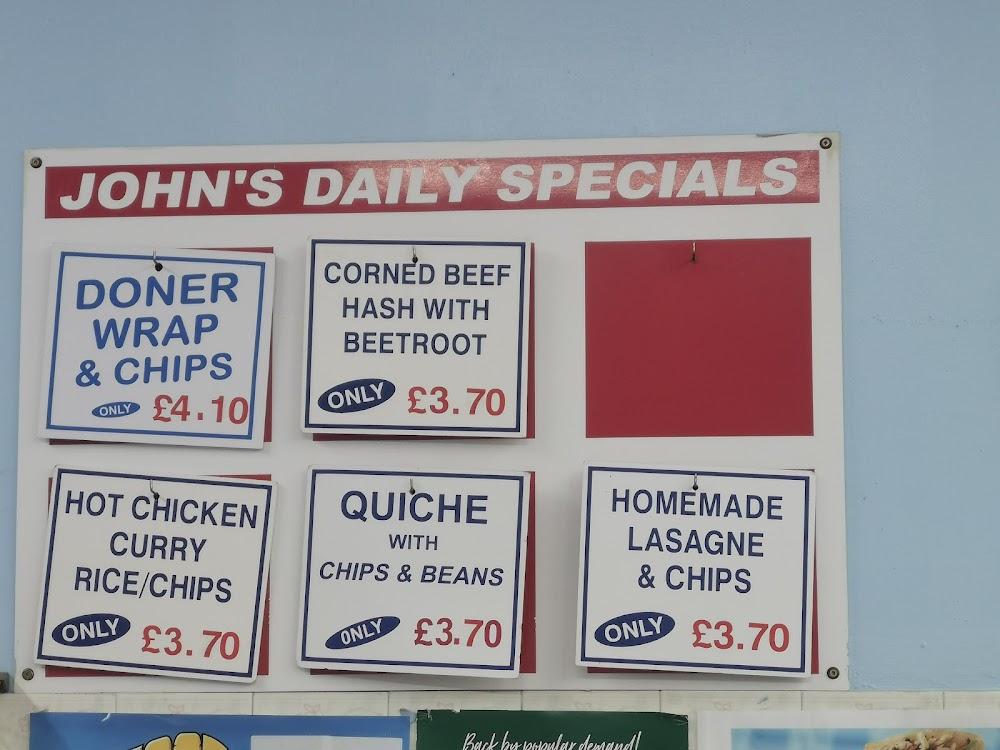 JOHN'S DAILY SPECIALS
DONER
WRAP
& CHIPS
ONLY £4.10
CORNED BEEF
HASH WITH
BEETROOT
ONLY £3.70
HOT CHICKEN
CURRY
RICE/CHIPS
ONLY £3.70
QUICHE
WITH
CHIPS & BEANS
ONLY £3.70
HOMEMADE
LASAGNE
& CHIPS
ONLY £3.70
Back by popular demand!